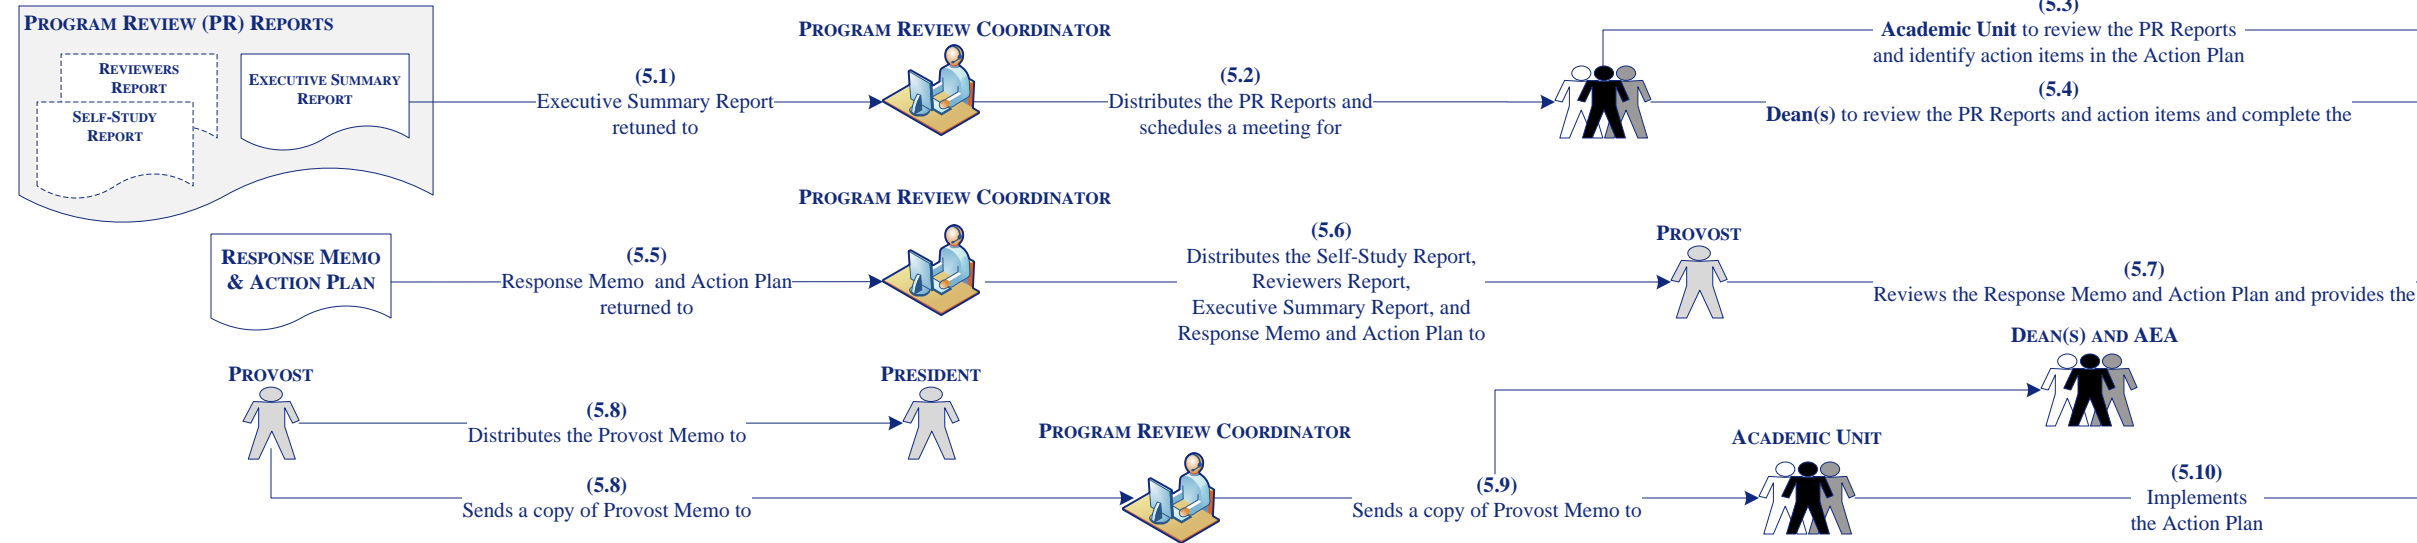 PROGRAM REVIEW (PR) REPORTS
REVIEWERS
REPORT
SELF-STUDY
REPORT
EXECUTIVE SUMMARY
REPORT
(5.1)
Executive Summary Report
retuned to
PROGRAM REVIEW COORDINATOR
(5.2)
Distributes the PR Reports and
schedules a meeting for
(5.3)
Academic Unit to review the PR Reports
and identify action items in the Action Plan
(5.4)
Dean(s) to review the PR Reports and action items and complete the
RESPONSE MEMO
& ACTION PLAN
(5.5)
Response Memo and Action Plan
returned to
PROGRAM REVIEW COORDINATOR
(5.6)
Distributes the Self-Study Report,
Reviewers Report,
Executive Summary Report, and
Response Memo and Action Plan to
PROVOST
(5.7)
Reviews the Response Memo and Action Plan and provides the
PROVOST
(5.8)
Distributes the Provost Memo to
PRESIDENT
(5.8)
Sends a copy of Provost Memo to
PROGRAM REVIEW COORDINATOR
(5.9)
Sends a copy of Provost Memo to
DEAN(S) AND AEA
ACADEMIC UNIT
(5.10)
Implements
the Action Plan